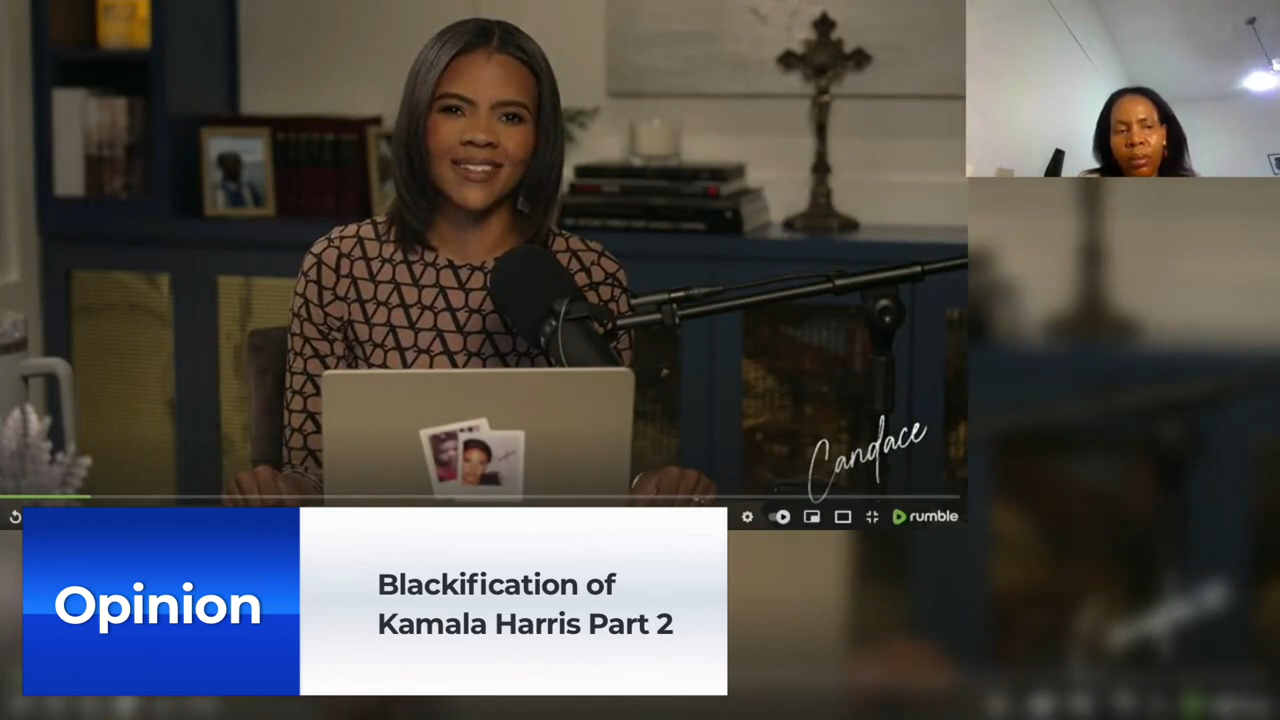 Candace
rumble
Opinion
Blackification of
Kamala Harris Part 2